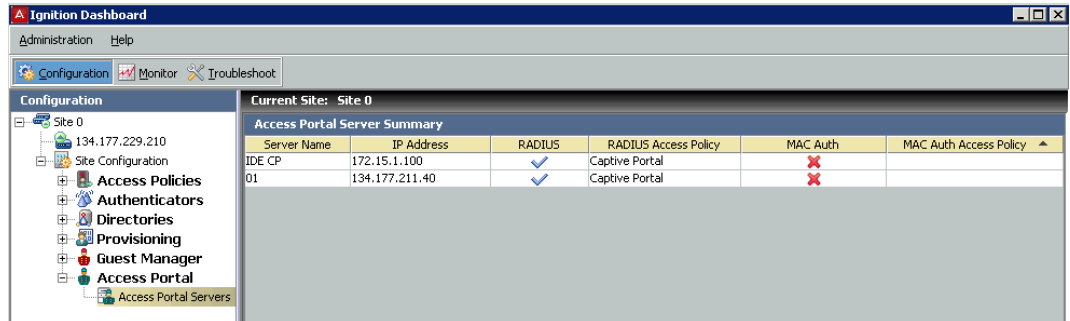 Ignition Dashboard
Administration Help
Configuration Monitor Troubleshoot
Configuration
Site 0
134.177.229.210
Site Configuration
Access Policies
Authenticators
Directories
Provisioning
Guest Manager
Access Portal
Access Portal Servers
Current Site: Site 0
Access Portal Server Summary
Server Name IP Address RADIUS RADIUS Access Policy MAC Auth MAC Auth Access Policy
IDE CP 172.15.1.100 Captive Portal
01 134.177.211.40 Captive Portal